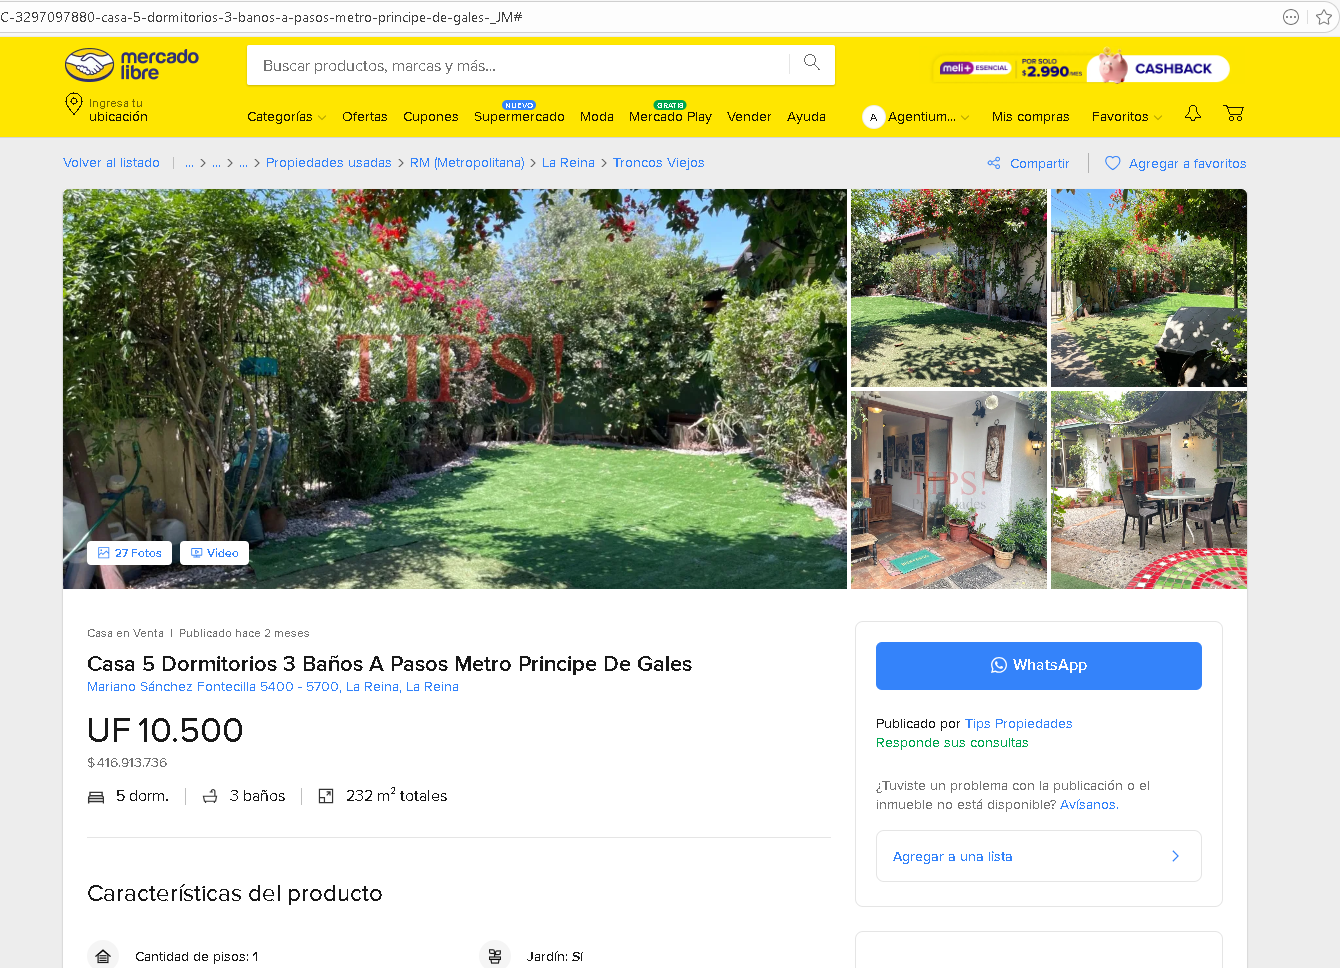 C-3297097880-casa-5-dormitorios-3-banos-a-pasos-metro-principe-de-gales-_JM#
mercado
libre
Buscar productos, marcas y más...
meli+ ESENCIAL
POR SOLO
$2.990/MES
CASHBACK
Ingresa tu
ubicación
NUEVO
GRATIS
Categorías
Ofertas
Cupones
Supermercado
Moda
Mercado Play
Vender
Ayuda
A
Agentium...
Mis compras
Favoritos
Volver al listado | ... > ... > ... > Propiedades usadas > RM (Metropolitana) > La Reina > Troncos Viejos
Compartir
Agregar a favoritos
TIPS!
TIPS!
27 Fotos
Video
Casa en Venta | Publicado hace 2 meses
Casa 5 Dormitorios 3 Baños A Pasos Metro Principe De Gales
Mariano Sánchez Fontecilla 5400 - 5700, La Reina, La Reina
UF 10.500
$ 416.913.736
5 dorm.
3 baños
232 m² totales
WhatsApp
Publicado por Tips Propiedades
Responde sus consultas
¿Tuviste un problema con la publicación o el
inmueble no está disponible? Avísanos.
Agregar a una lista
Características del producto
Cantidad de pisos: 1
Jardín: Sí